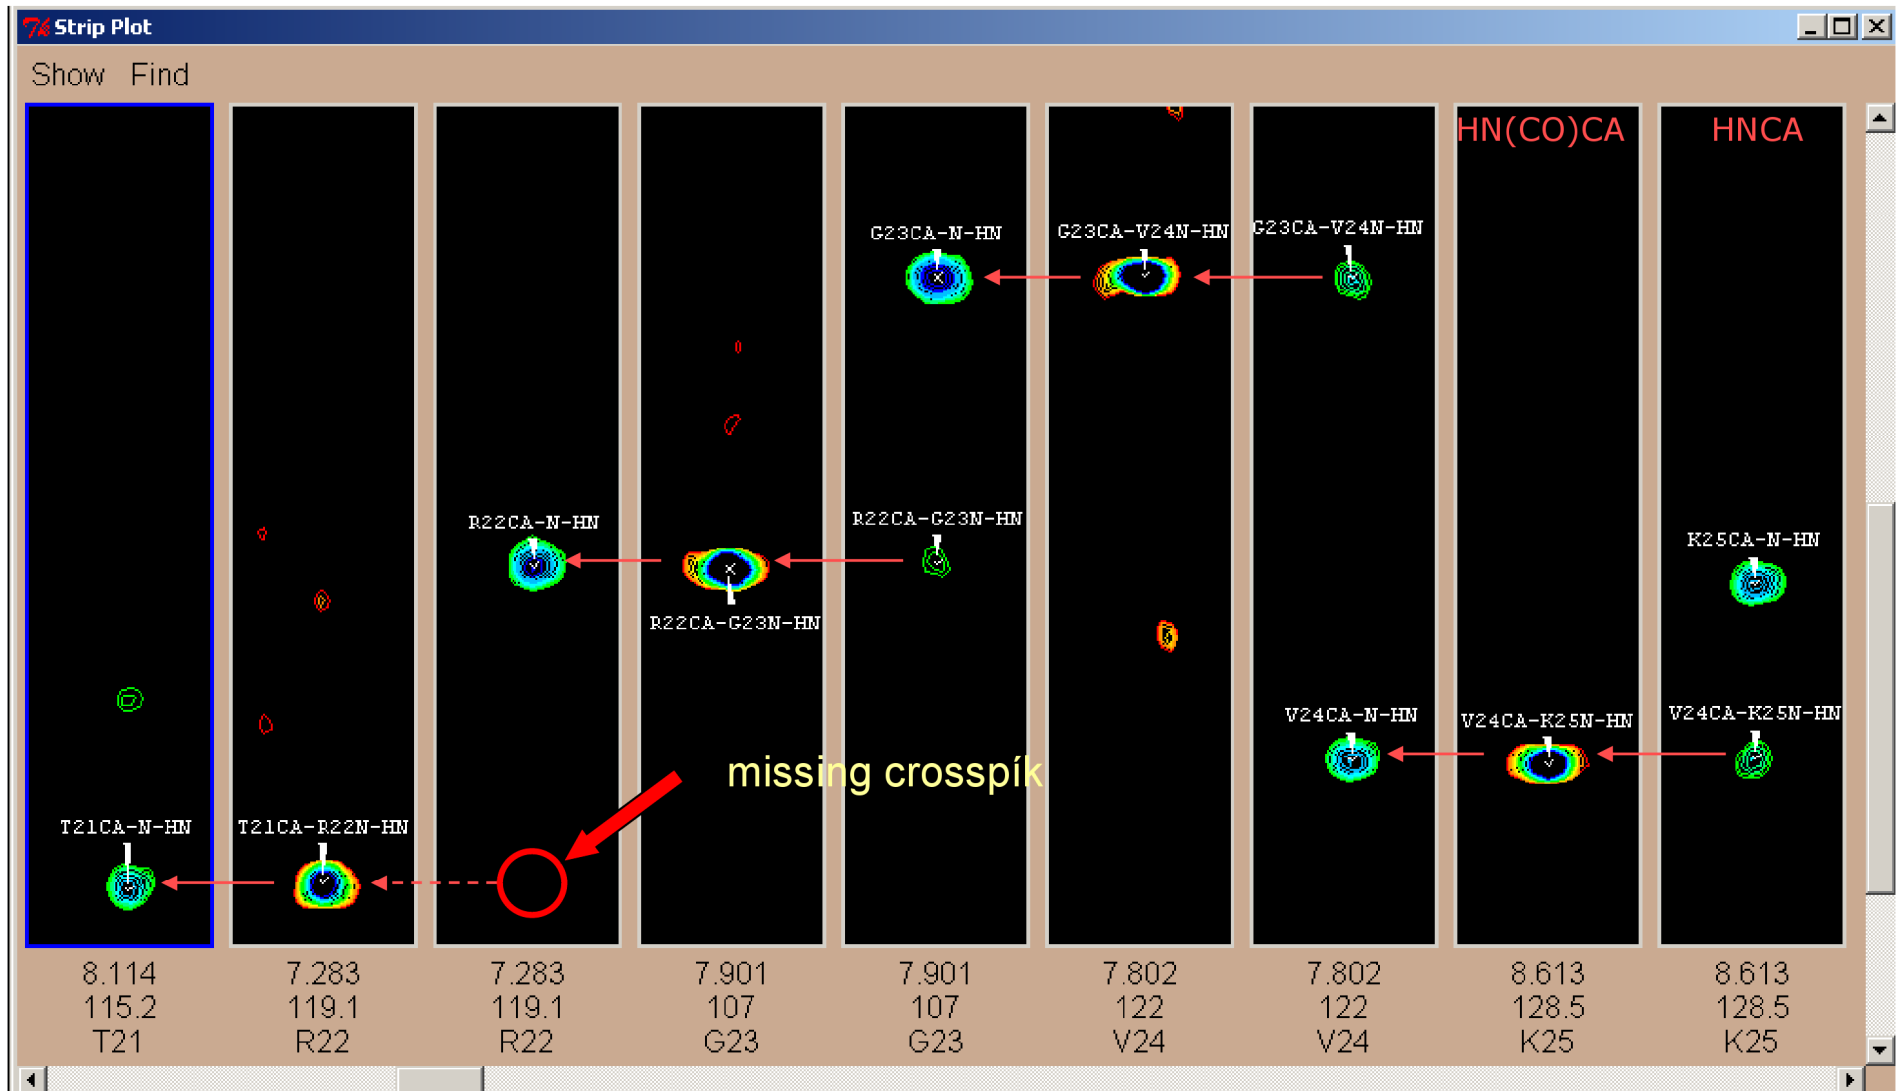 Strip Plot
Show Find
HN(CO)CA HNCA
G23CA-N-HN G23CA-V24N-HN G23CA-V24N-HN
R22CA-N-HN R22CA-G23N-HN
K25CA-N-HN
R22CA-G23N-HN
V24CA-N-HN V24CA-K25N-HN V24CA-K25N-HN
missing crosspík
T21CA-N-HN T21CA-R22N-HN
8.114 7.283 7.283 7.901 7.901 7.802 7.802 8.613 8.613
115.2 119.1 119.1 107 107 122 122 128.5 128.5
T21 R22 R22 G23 G23 V24 V24 K25 K25